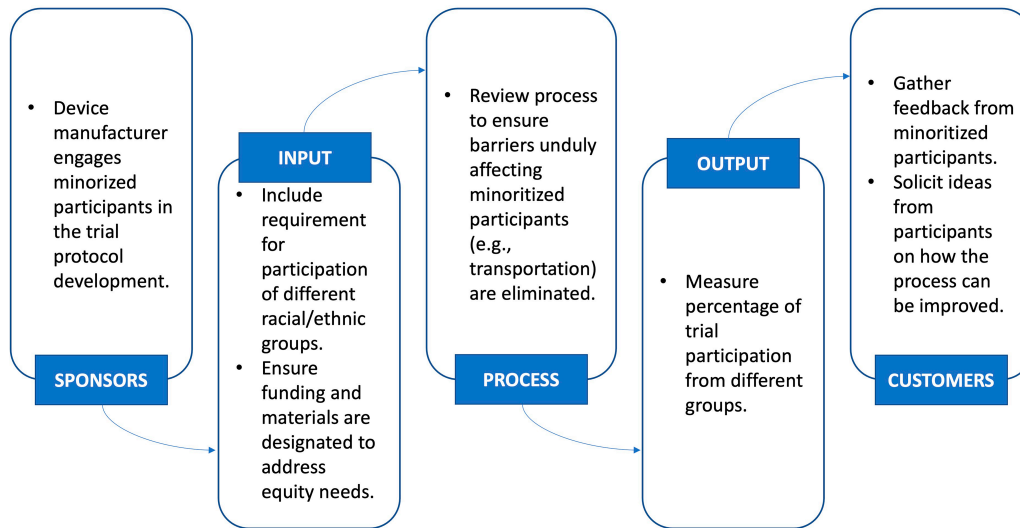 • Device
manufacturer
engages
minorized
participants in
the trial
protocol
development.
SPONSORS
INPUT
• Include
requirement
for
participation
of different
racial/ethnic
groups.
• Ensure
funding and
materials are
designated to
address
equity needs.
• Review process
to ensure
barriers unduly
affecting
minoritized
participants
(e.g.,
transportation)
are eliminated.
PROCESS
OUTPUT
• Measure
percentage of
trial
participation
from different
groups.
• Gather
feedback from
minoritized
participants.
• Solicit ideas
from
participants
on how the
process can
be improved.
CUSTOMERS